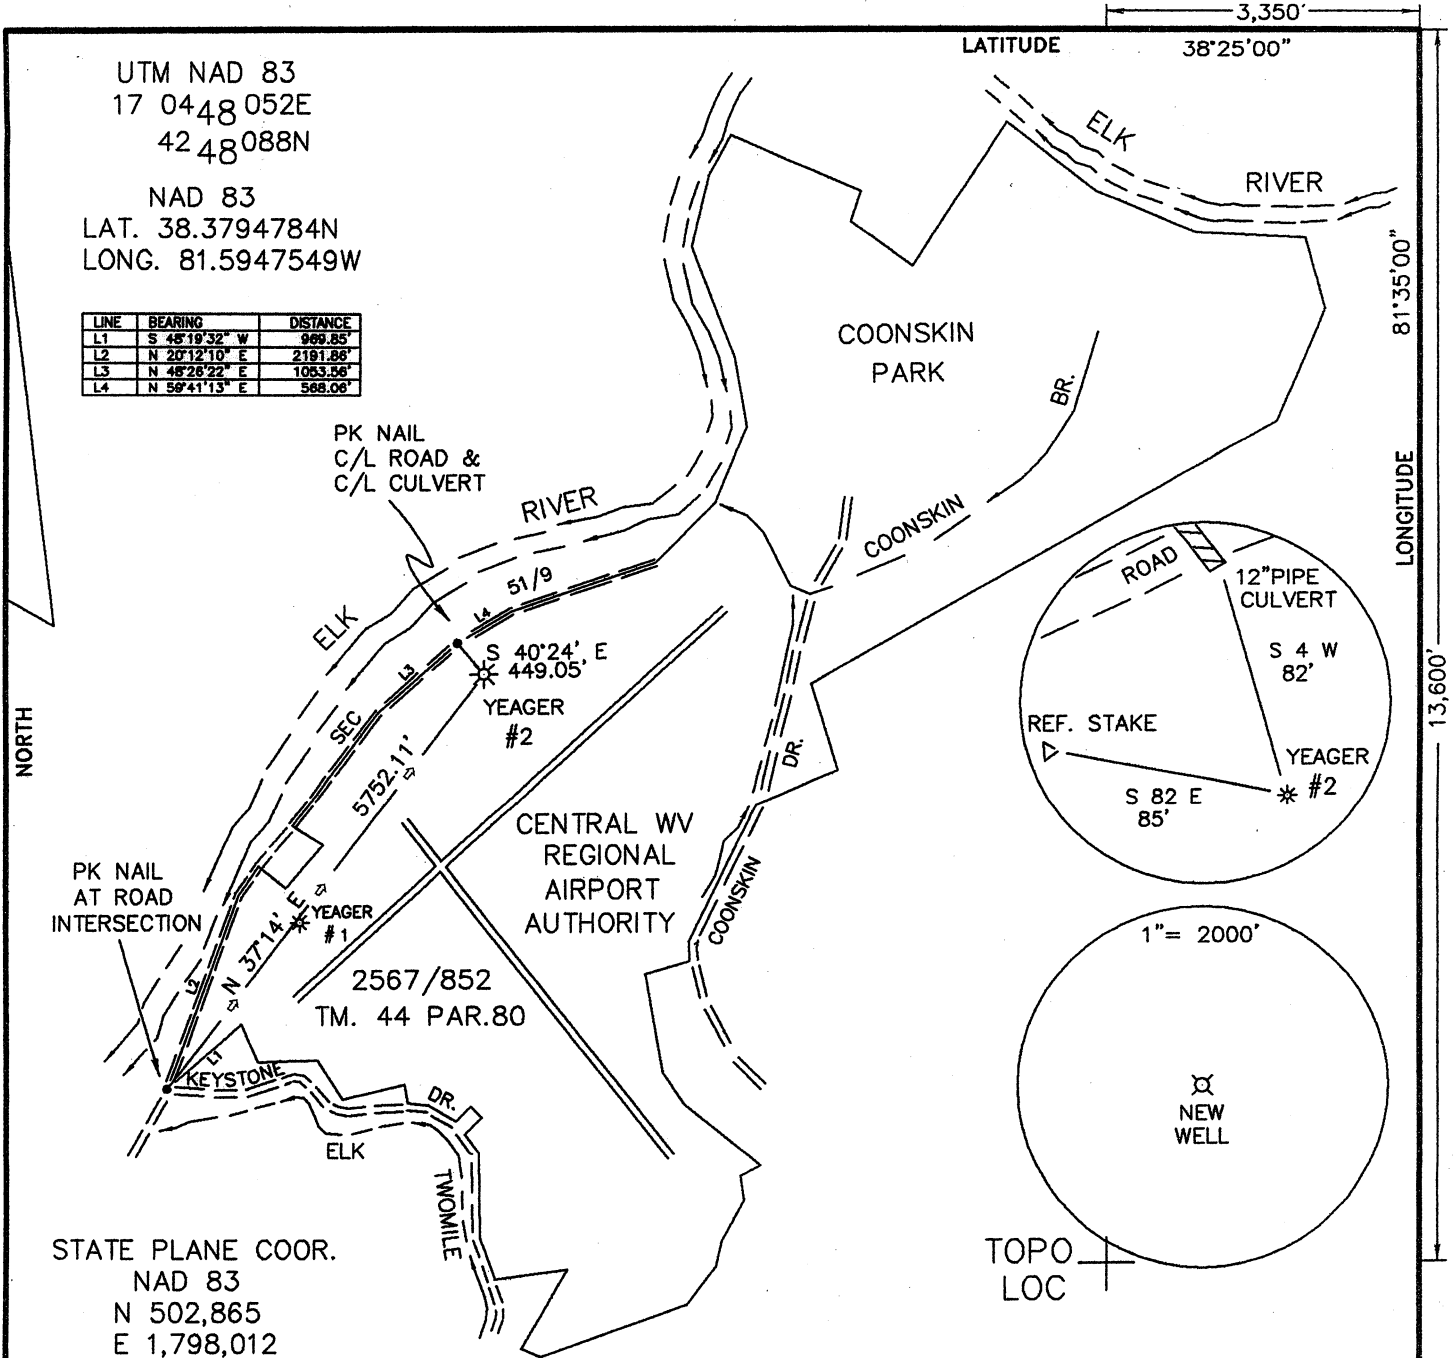 3,350'
LATITUDE 38°25'00"
UTM NAD 83
17 0448052E
4248088N
NAD 83
LAT. 38.3794784N
LONG. 81.5947549W
LINE BEARING DISTANCE
L1 S 48°19'32" W 969.85'
L2 N 20°12'10" E 2191.86'
L3 N 48°26'22" E 1053.56'
L4 N 59°41'13" E 568.06'
ELK
RIVER
81°35'00"
LONGITUDE
13,600'
COONSKIN
PARK
BR.
COONSKIN
PK NAIL
C/L ROAD &
C/L CULVERT
RIVER
ELK
51/9
L4
L3
SEC
S 40°24' E
449.05'
YEAGER
#2
5752.11'
N 37°14' E
NORTH
ROAD
12"PIPE
CULVERT
S 4 W
82'
REF. STAKE
YEAGER
#2
S 82 E
85'
DR.
COONSKIN
CENTRAL WV
REGIONAL
AIRPORT
AUTHORITY
PK NAIL
AT ROAD
INTERSECTION
YEAGER
#1
L2
2567/852
TM. 44 PAR.80
L1
KEYSTONE
DR.
ELK
TWOMILE
1"= 2000'
NEW
WELL
TOPO
LOC
STATE PLANE COOR.
NAD 83
N 502,865
E 1,798,012